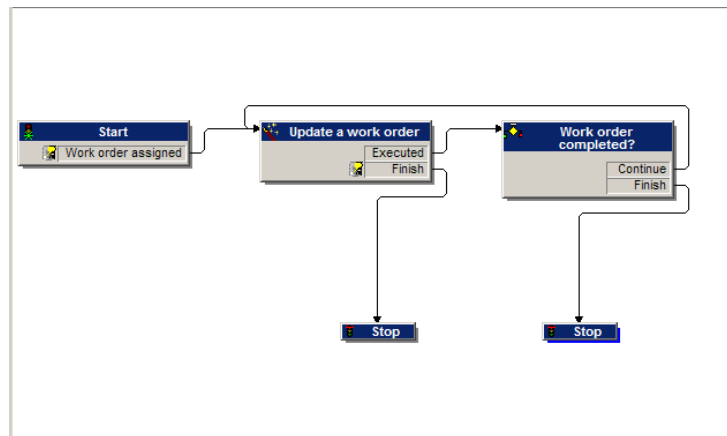 Start
Work order assigned
Update a work order
Executed
Finish
Work order
completed?
Continue
Finish
Stop
Stop